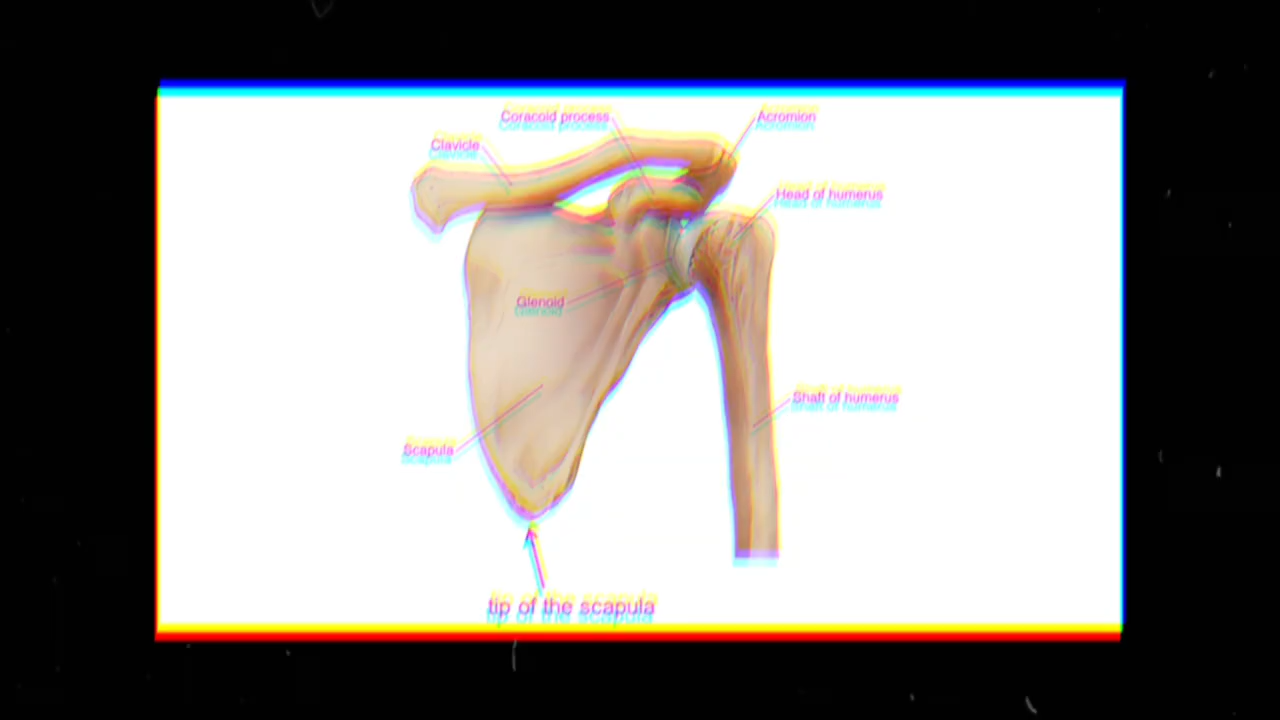 Coracoid process
Acromion
Clavicle
Head of humerus
Glenoid
Shaft of humerus
Scapula
tip of the scapula